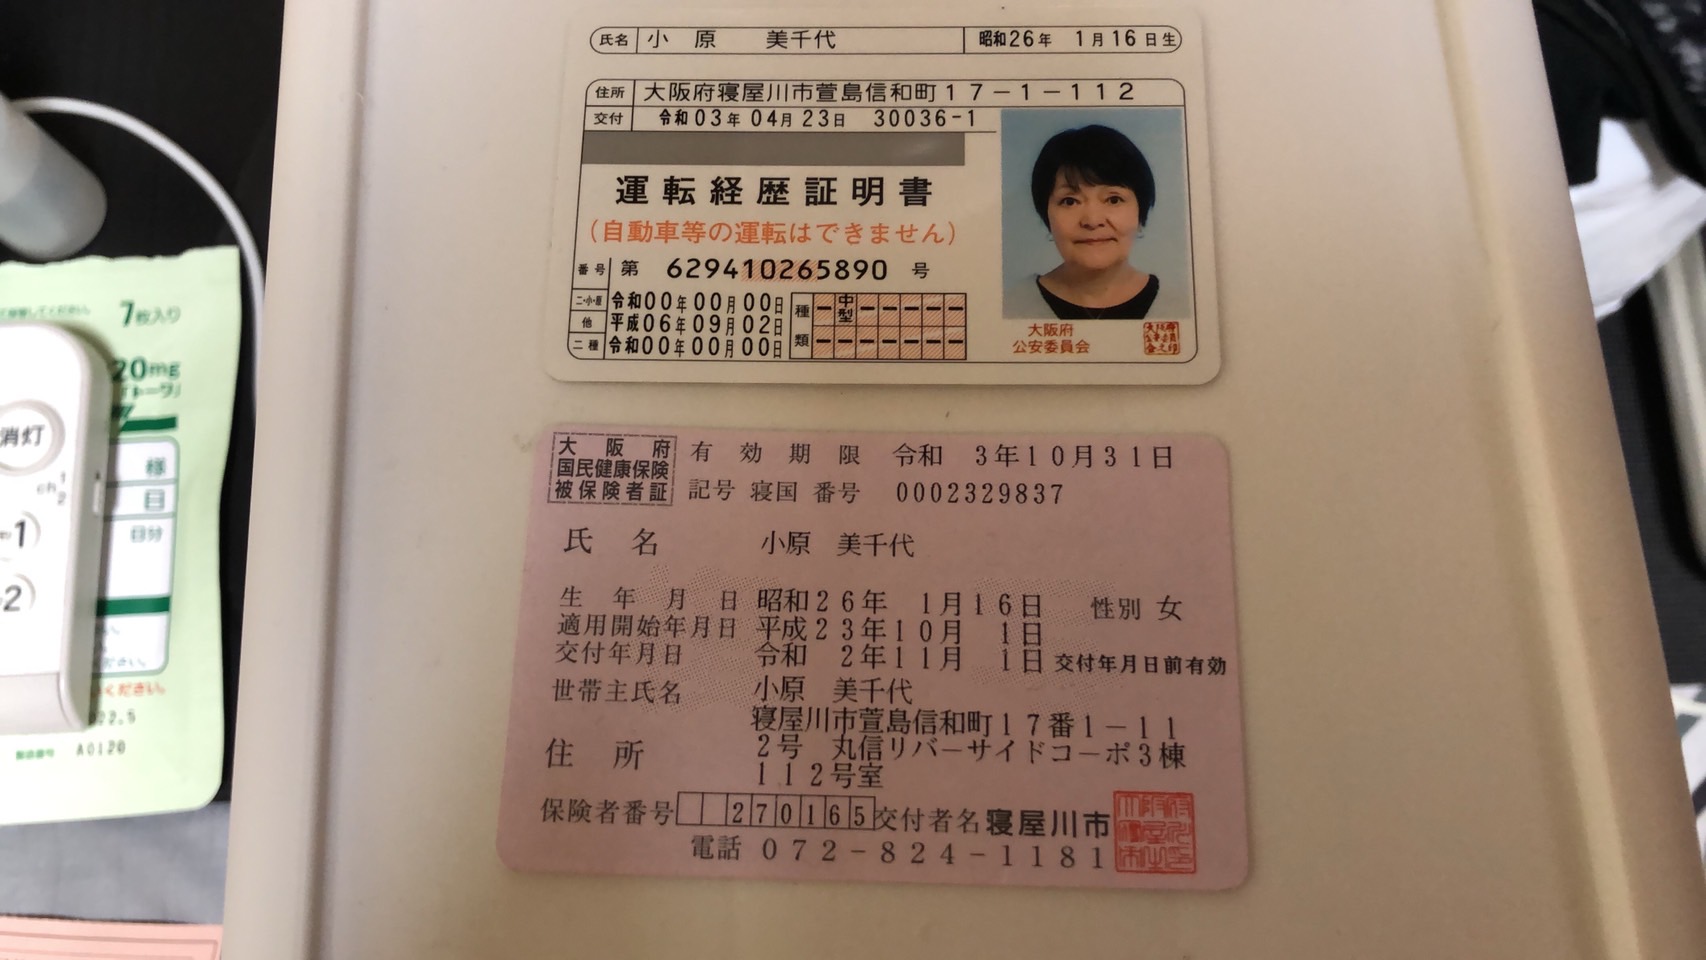 氏名 小 原 美千代 昭和26年 1月16日生
住所 大阪府寝屋川市萱島信和町17-1-112
交付 令和03年04月23日 30036-1
運転経歴証明書
(自動車等の運転はできません)
番号 第 629410265890 号
二・小・原 令和00年00月00日
他 平成06年09月02日
二種 令和00年00月00日
種類 中型
大阪府
公安委員会
大阪府
国民健康保険
被保険者証
有効期限 令和 3年10月31日
記号 寝国 番号 0002329837
氏名 小原 美千代
生年月日 昭和26年 1月16日 性別 女
適用開始年月日 平成23年10月 1日
交付年月日 令和 2年11月 1日 交付年月日前有効
世帯主氏名 小原 美千代
住所 寝屋川市萱島信和町17番1-11
2号 丸信リバーサイドコーポ3棟
112号室
保険者番号 270165 交付者名 寝屋川市
電話 072-824-1181
7枚入り
20mg
消灯
ch 1
2
様
日
日分
ください。
A0120